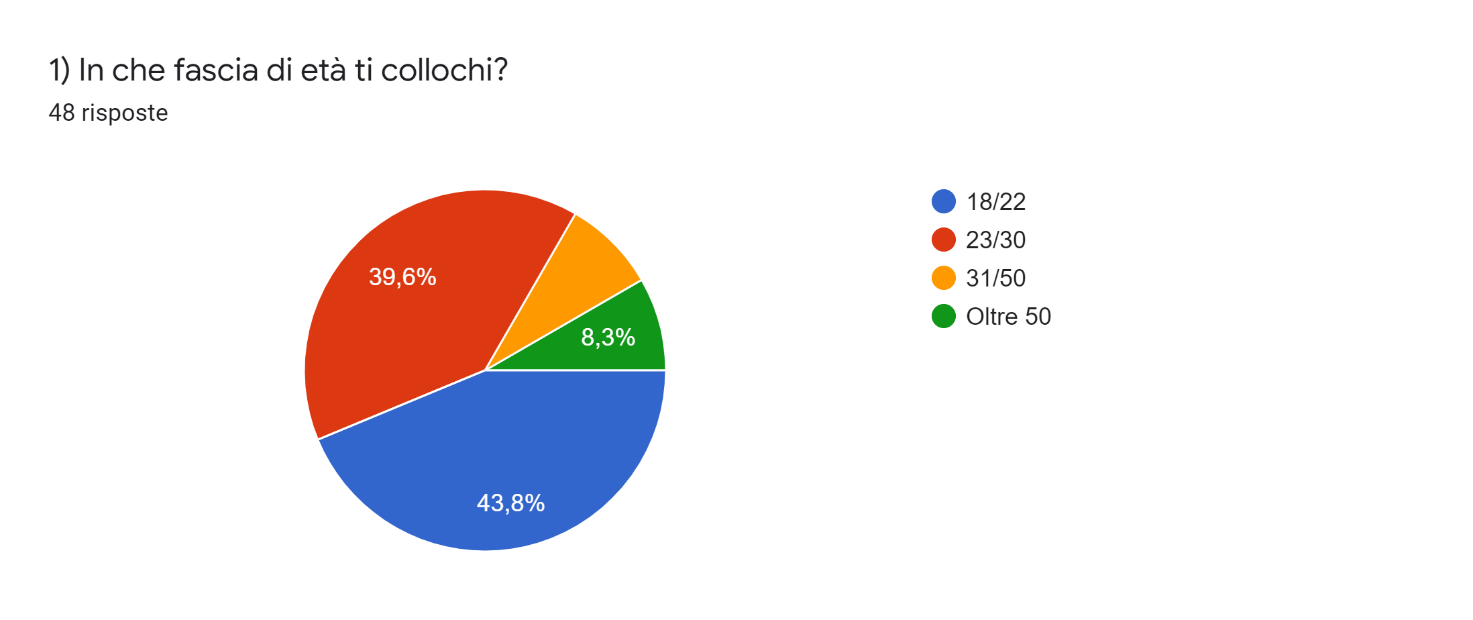 1) In che fascia di età ti collochi?
48 risposte
18/22
23/30
31/50
Oltre 50
39,6%
8,3%
43,8%